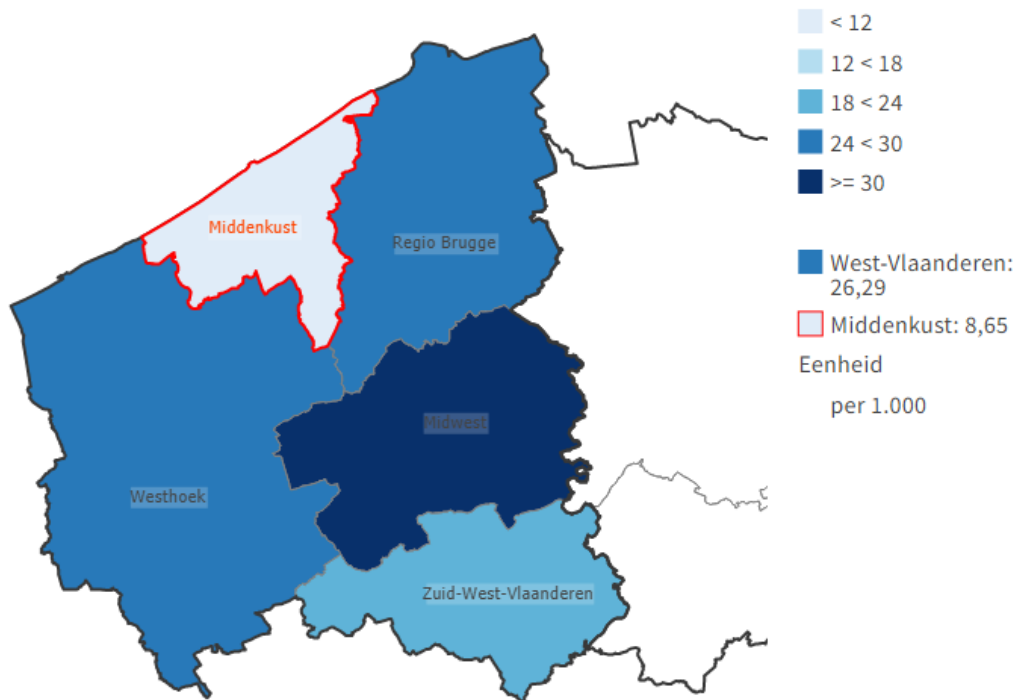 < 12
12 < 18
18 < 24
24 < 30
>= 30
West-Vlaanderen:
26,29
Middenkust: 8,65
Eenheid
per 1.000
Middenkust
Regio Brugge
Midwest
Westhoek
Zuid-West-Vlaanderen